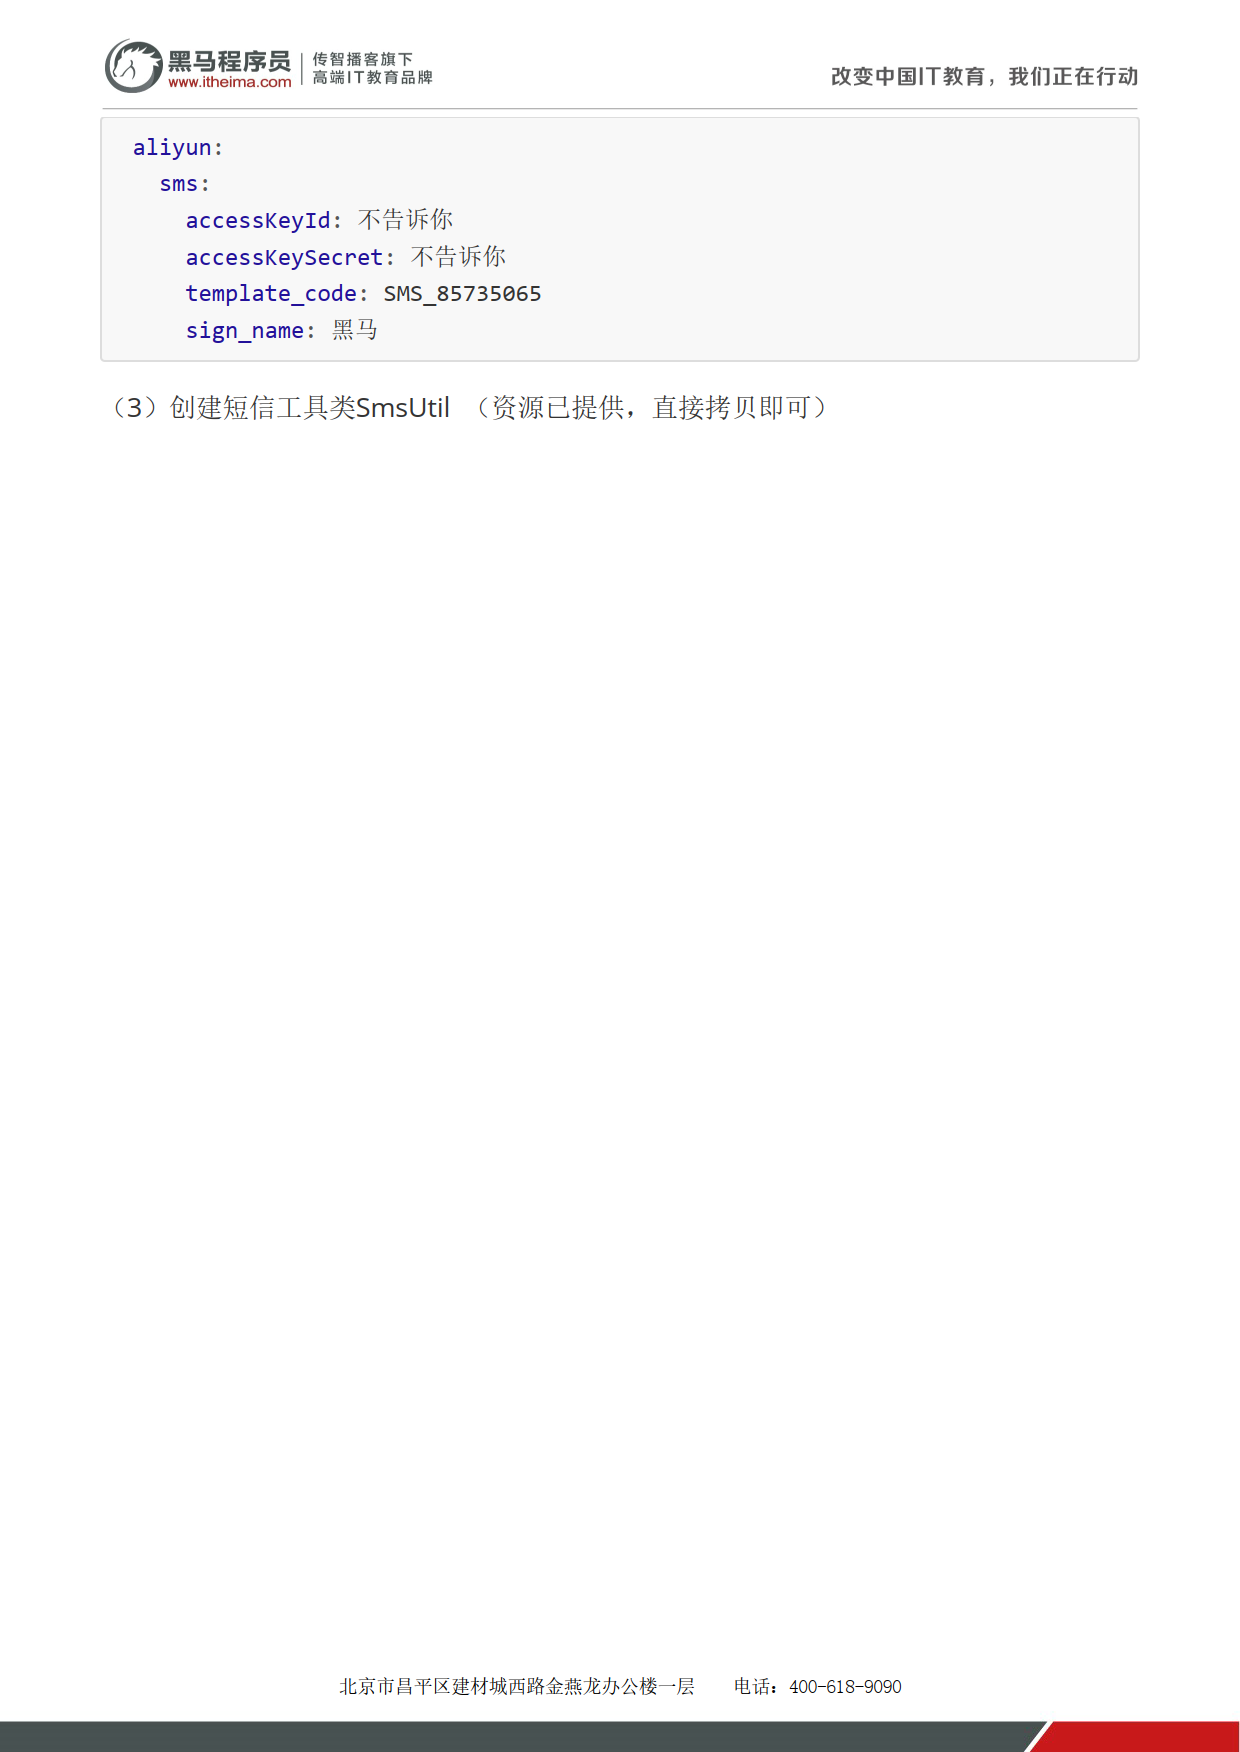 黑马程序员
www.itheima.com
传智播客旗下
高端IT教育品牌
改变中国IT教育，我们正在行动
aliyun:
  sms:
    accessKeyId: 不告诉你
    accessKeySecret: 不告诉你
    template_code: SMS_85735065
    sign_name: 黑马
（3）创建短信工具类SmsUtil （资源已提供，直接拷贝即可）
北京市昌平区建材城西路金燕龙办公楼一层 电话：400-618-9090